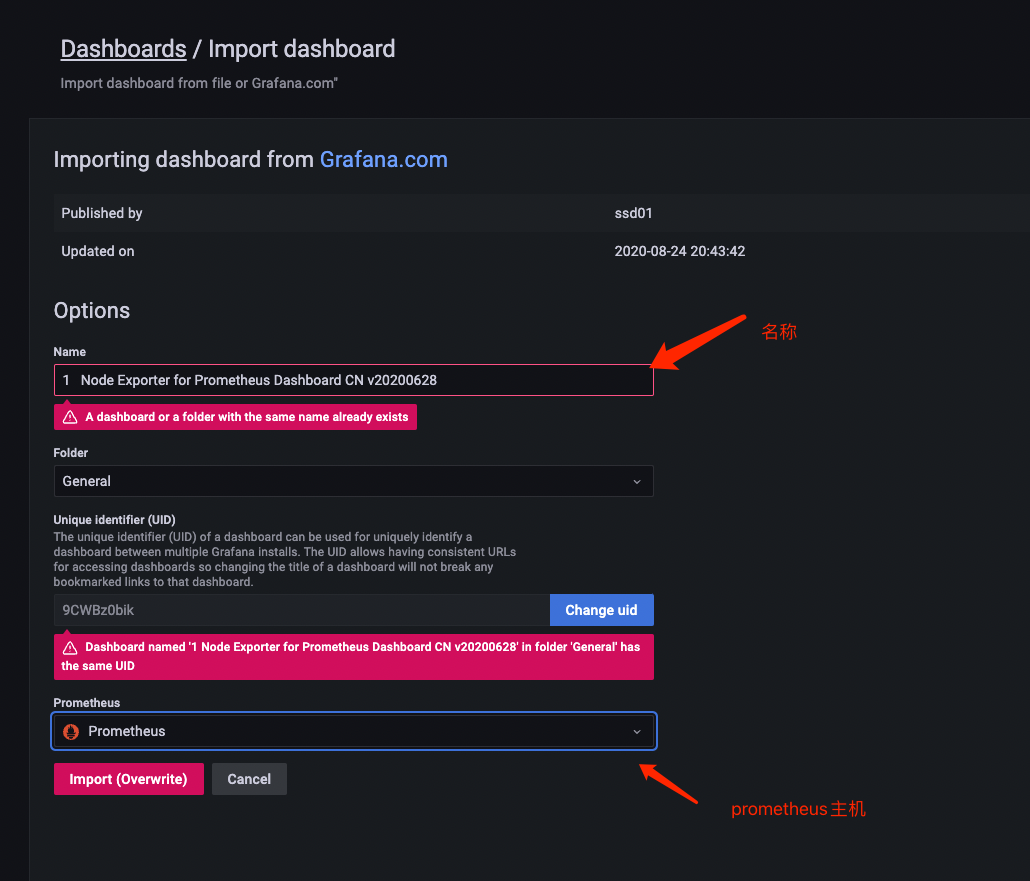 Dashboards / Import dashboard
Import dashboard from file or Grafana.com"
Importing dashboard from Grafana.com
Published by ssd01
Updated on 2020-08-24 20:43:42
Options
名称
Name
1 Node Exporter for Prometheus Dashboard CN v20200628
A dashboard or a folder with the same name already exists
Folder
General
Unique identifier (UID)
The unique identifier (UID) of a dashboard can be used for uniquely identify a
dashboard between multiple Grafana installs. The UID allows having consistent URLs
for accessing dashboards so changing the title of a dashboard will not break any
bookmarked links to that dashboard.
9CWBz0bik Change uid
Dashboard named '1 Node Exporter for Prometheus Dashboard CN v20200628' in folder 'General' has
the same UID
Prometheus
Prometheus
Import (Overwrite) Cancel
prometheus主机